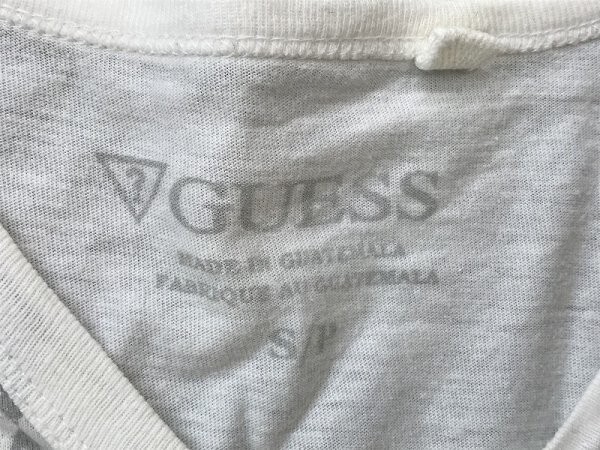 ? GUESS
MADE IN GUATEMALA
FABRIQUE AU GUATEMALA
S/P